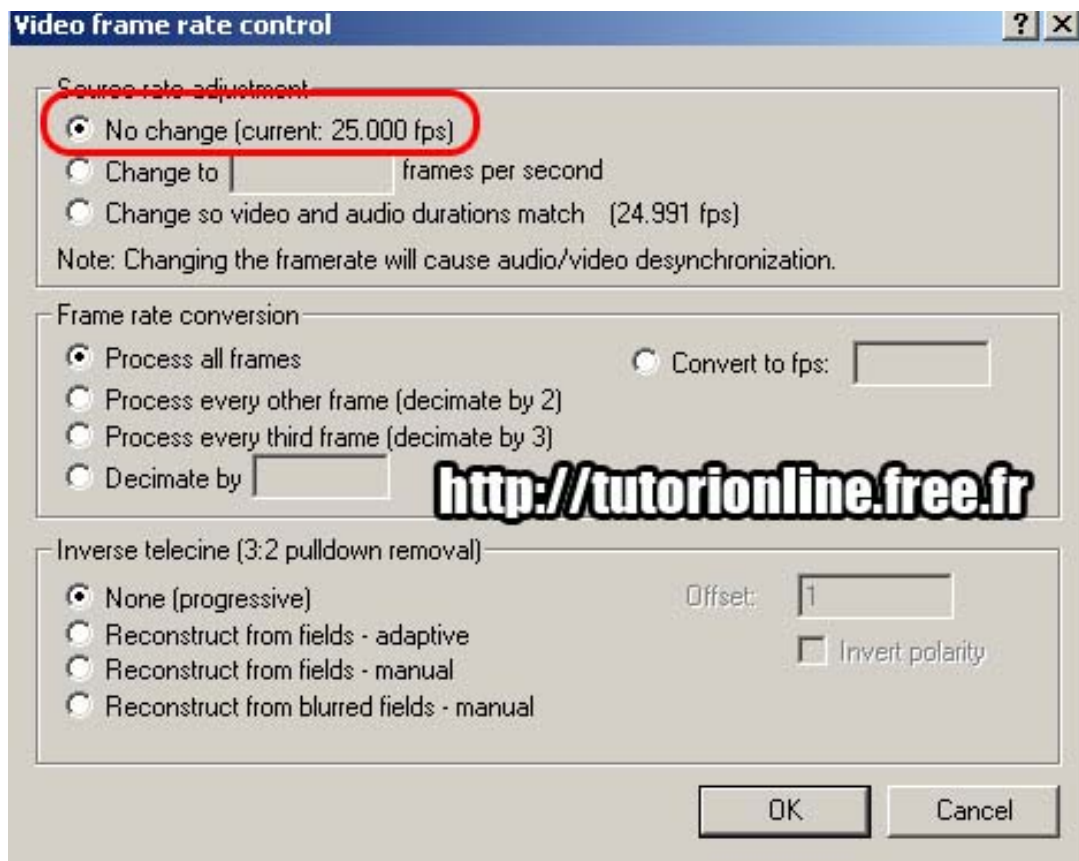 Video frame rate control
Source rate adjustment
No change (current: 25.000 fps)
Change to frames per second
Change so video and audio durations match (24.991 fps)
Note: Changing the framerate will cause audio/video desynchronization.
Frame rate conversion
Process all frames
Convert to fps:
Process every other frame (decimate by 2)
Process every third frame (decimate by 3)
Decimate by
http://tutorionline.free.fr
Inverse telecine (3:2 pulldown removal)
None (progressive)
Offset: 1
Reconstruct from fields - adaptive
Invert polarity
Reconstruct from fields - manual
Reconstruct from blurred fields - manual
OK Cancel